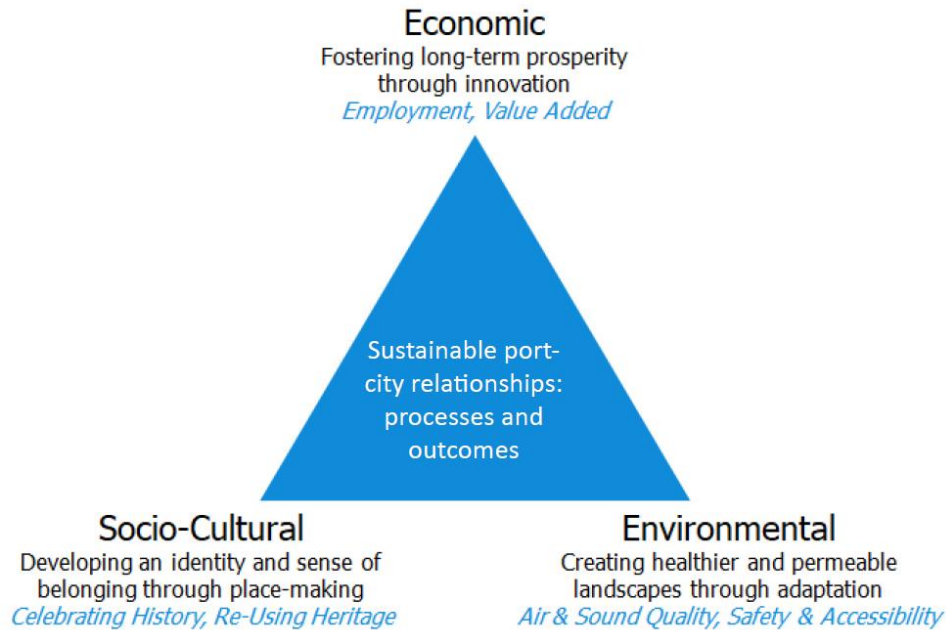 Economic
Fostering long-term prosperity
through innovation
Employment, Value Added
Sustainable port-
city relationships:
processes and
outcomes
Socio-Cultural
Developing an identity and sense of
belonging through place-making
Celebrating History, Re-Using Heritage
Environmental
Creating healthier and permeable
landscapes through adaptation
Air & Sound Quality, Safety & Accessibility